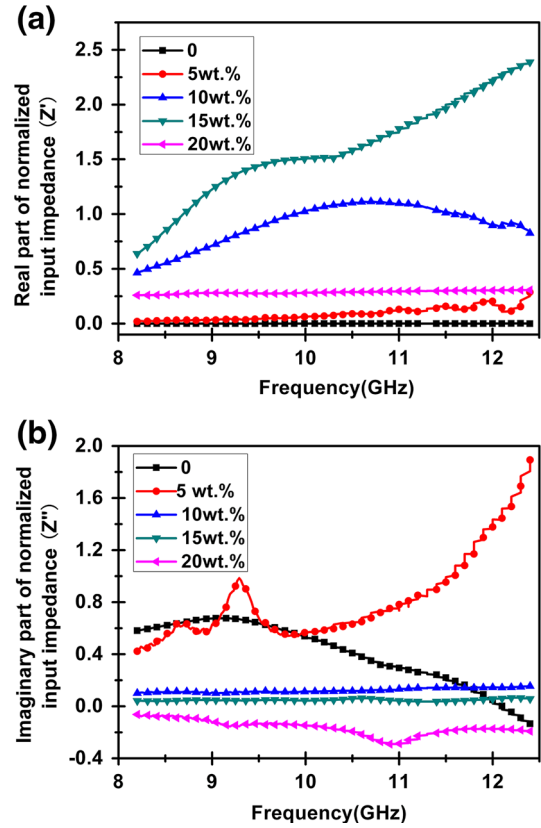 (a)
Real part of normalized
input impedance (Z')
2.5
2.0
1.5
1.0
0.5
0.0
0
5wt.%
10wt.%
15wt.%
20wt.%
8
9
10
11
12
Frequency(GHz)
(b)
Imaginary part of normalized
input impedance (Z'')
2.0
1.6
1.2
0.8
0.4
0.0
-0.4
0
5 wt.%
10wt.%
15wt.%
20wt.%
8
9
10
11
12
Frequency(GHz)